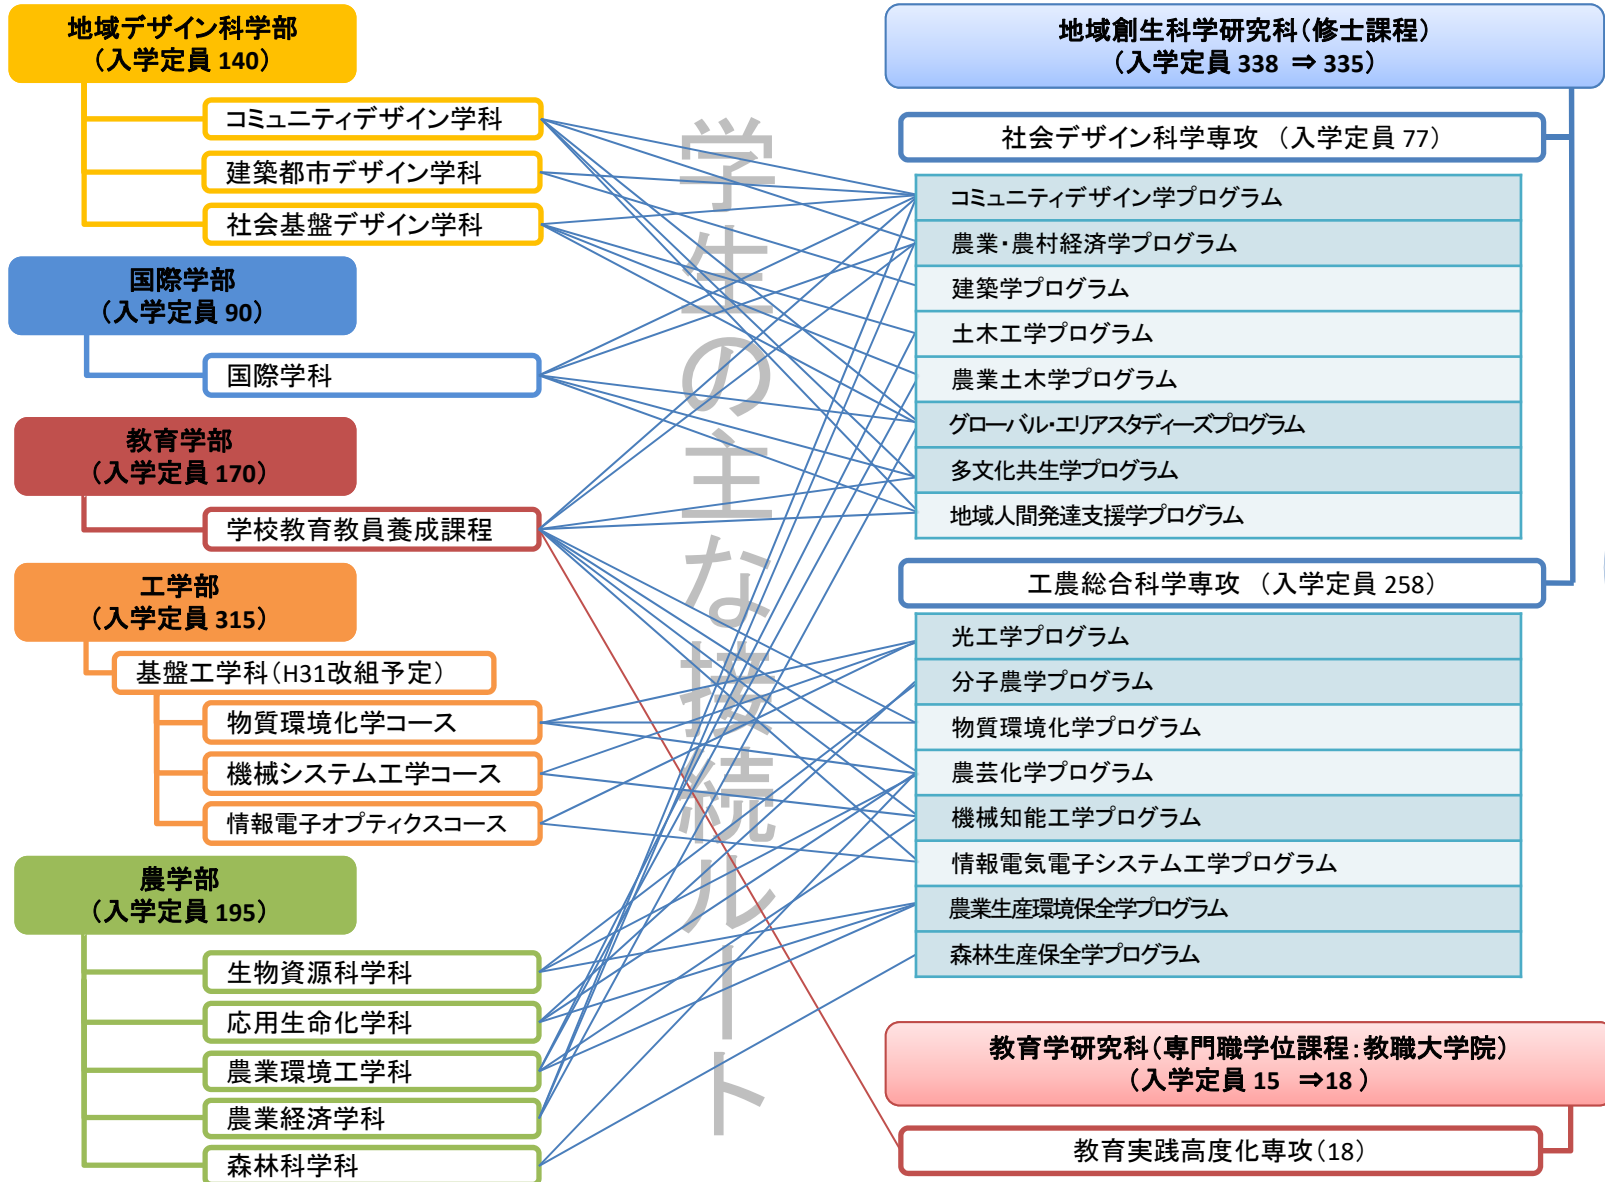 地域デザイン科学部
（入学定員 140）
コミュニティデザイン学科
建築都市デザイン学科
社会基盤デザイン学科
国際学部
（入学定員 90）
国際学科
教育学部
（入学定員 170）
学校教育教員養成課程
工学部
（入学定員 315）
基盤工学科（H31改組予定）
物質環境化学コース
機械システム工学コース
情報電子オプティクスコース
農学部
（入学定員 195）
生物資源科学科
応用生命化学科
農業環境工学科
農業経済学科
森林科学科
学生の主な接続ルート
地域創生科学研究科（修士課程）
（入学定員 338 ⇒ 335）
社会デザイン科学専攻 （入学定員 77）
コミュニティデザイン学プログラム
農業・農村経済学プログラム
建築学プログラム
土木工学プログラム
農業土木学プログラム
グローバル・エリアスタディーズプログラム
多文化共生学プログラム
地域人間発達支援学プログラム
工農総合科学専攻 （入学定員 258）
光工学プログラム
分子農学プログラム
物質環境化学プログラム
農芸化学プログラム
機械知能工学プログラム
情報電気電子システム工学プログラム
農業生産環境保全学プログラム
森林生産保全学プログラム
教育学研究科（専門職学位課程：教職大学院）
（入学定員 15 ⇒18 ）
教育実践高度化専攻（18）